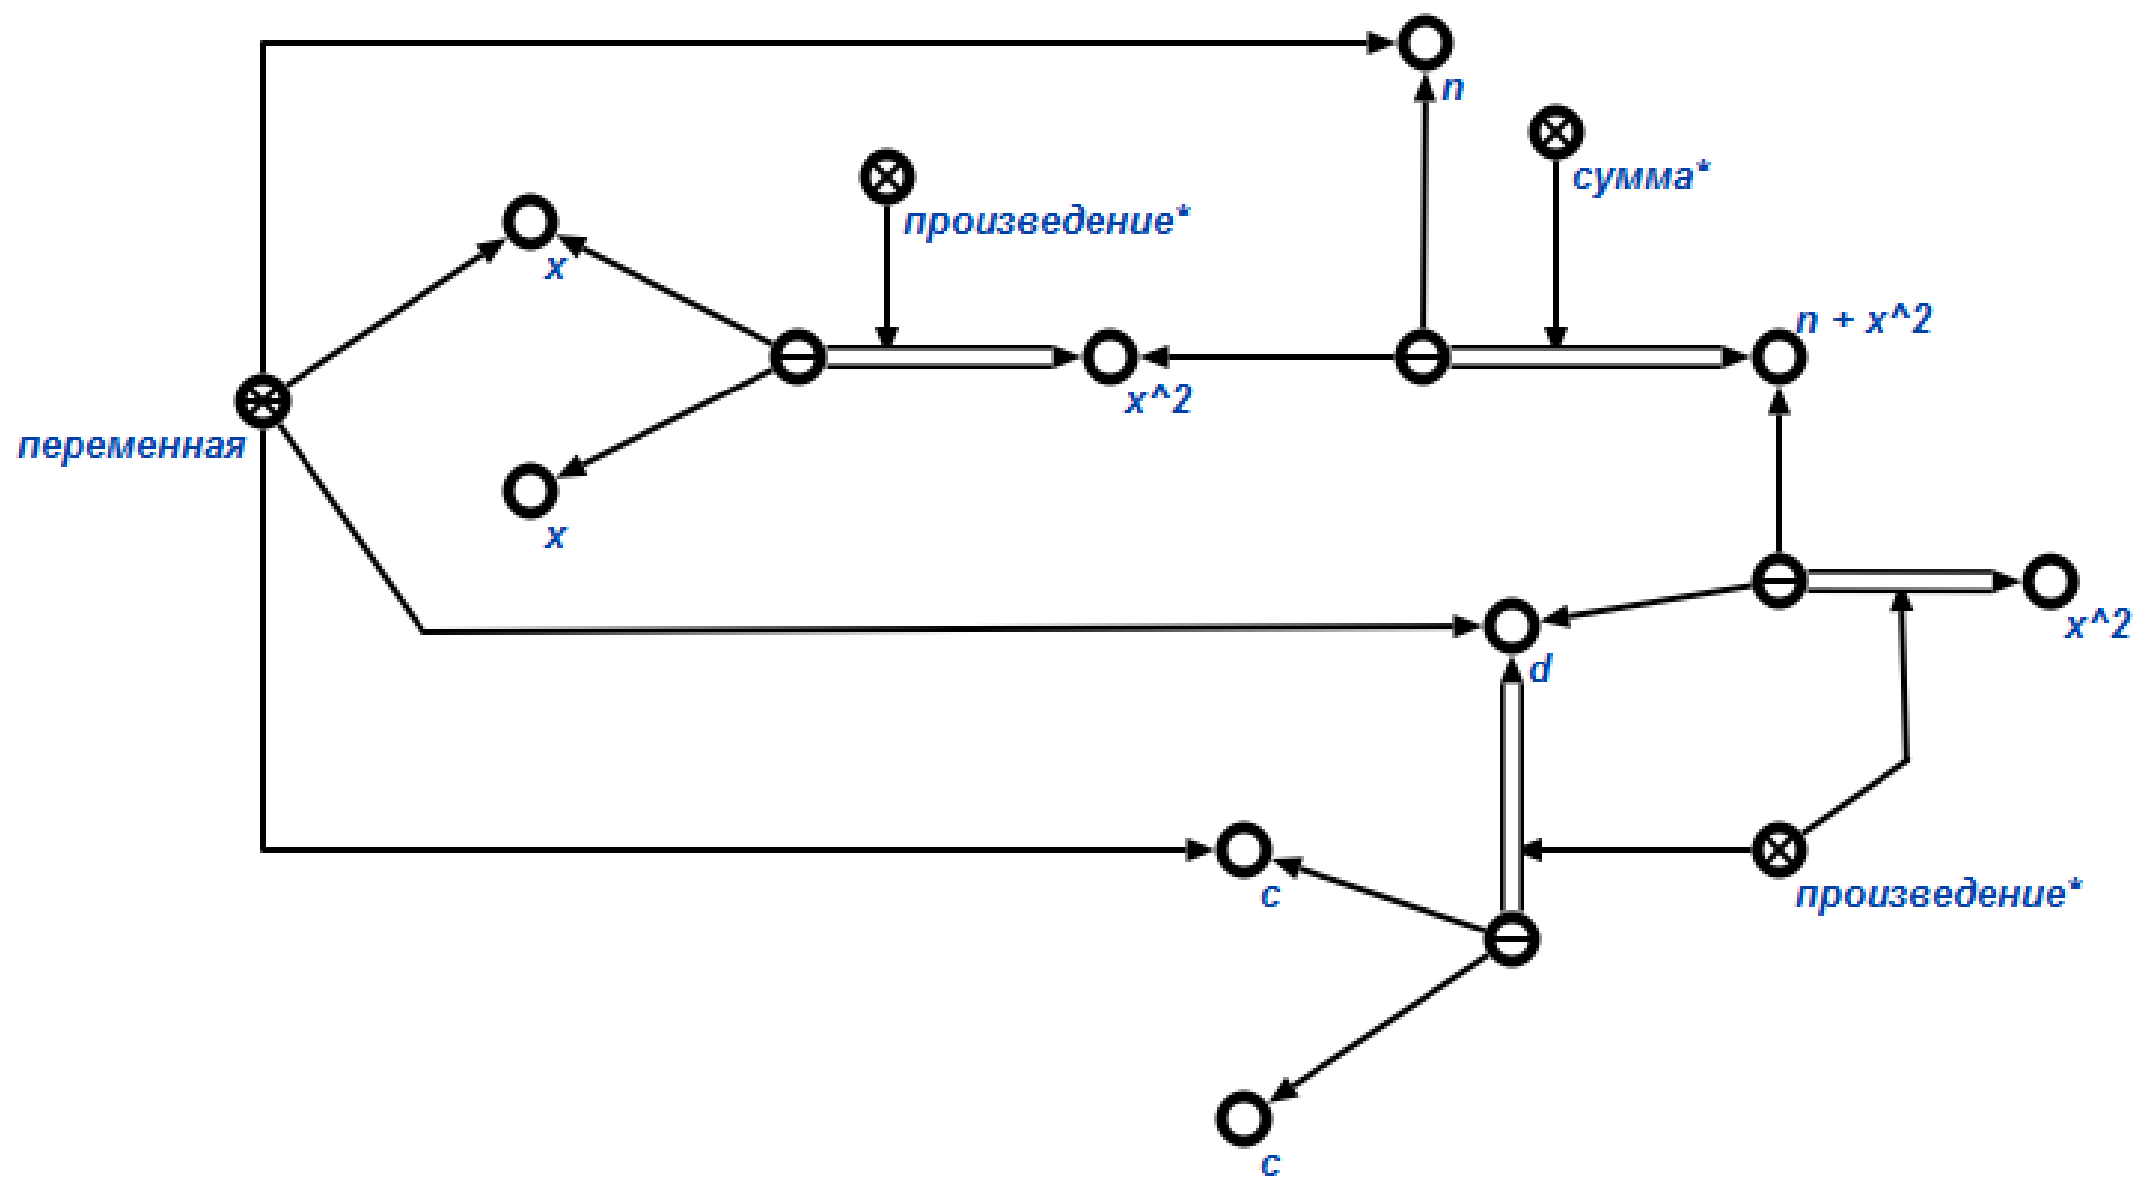 n
сумма*
произведение*
x
n + x^2
x^2
переменная
x
x^2
d
c
произведение*
c